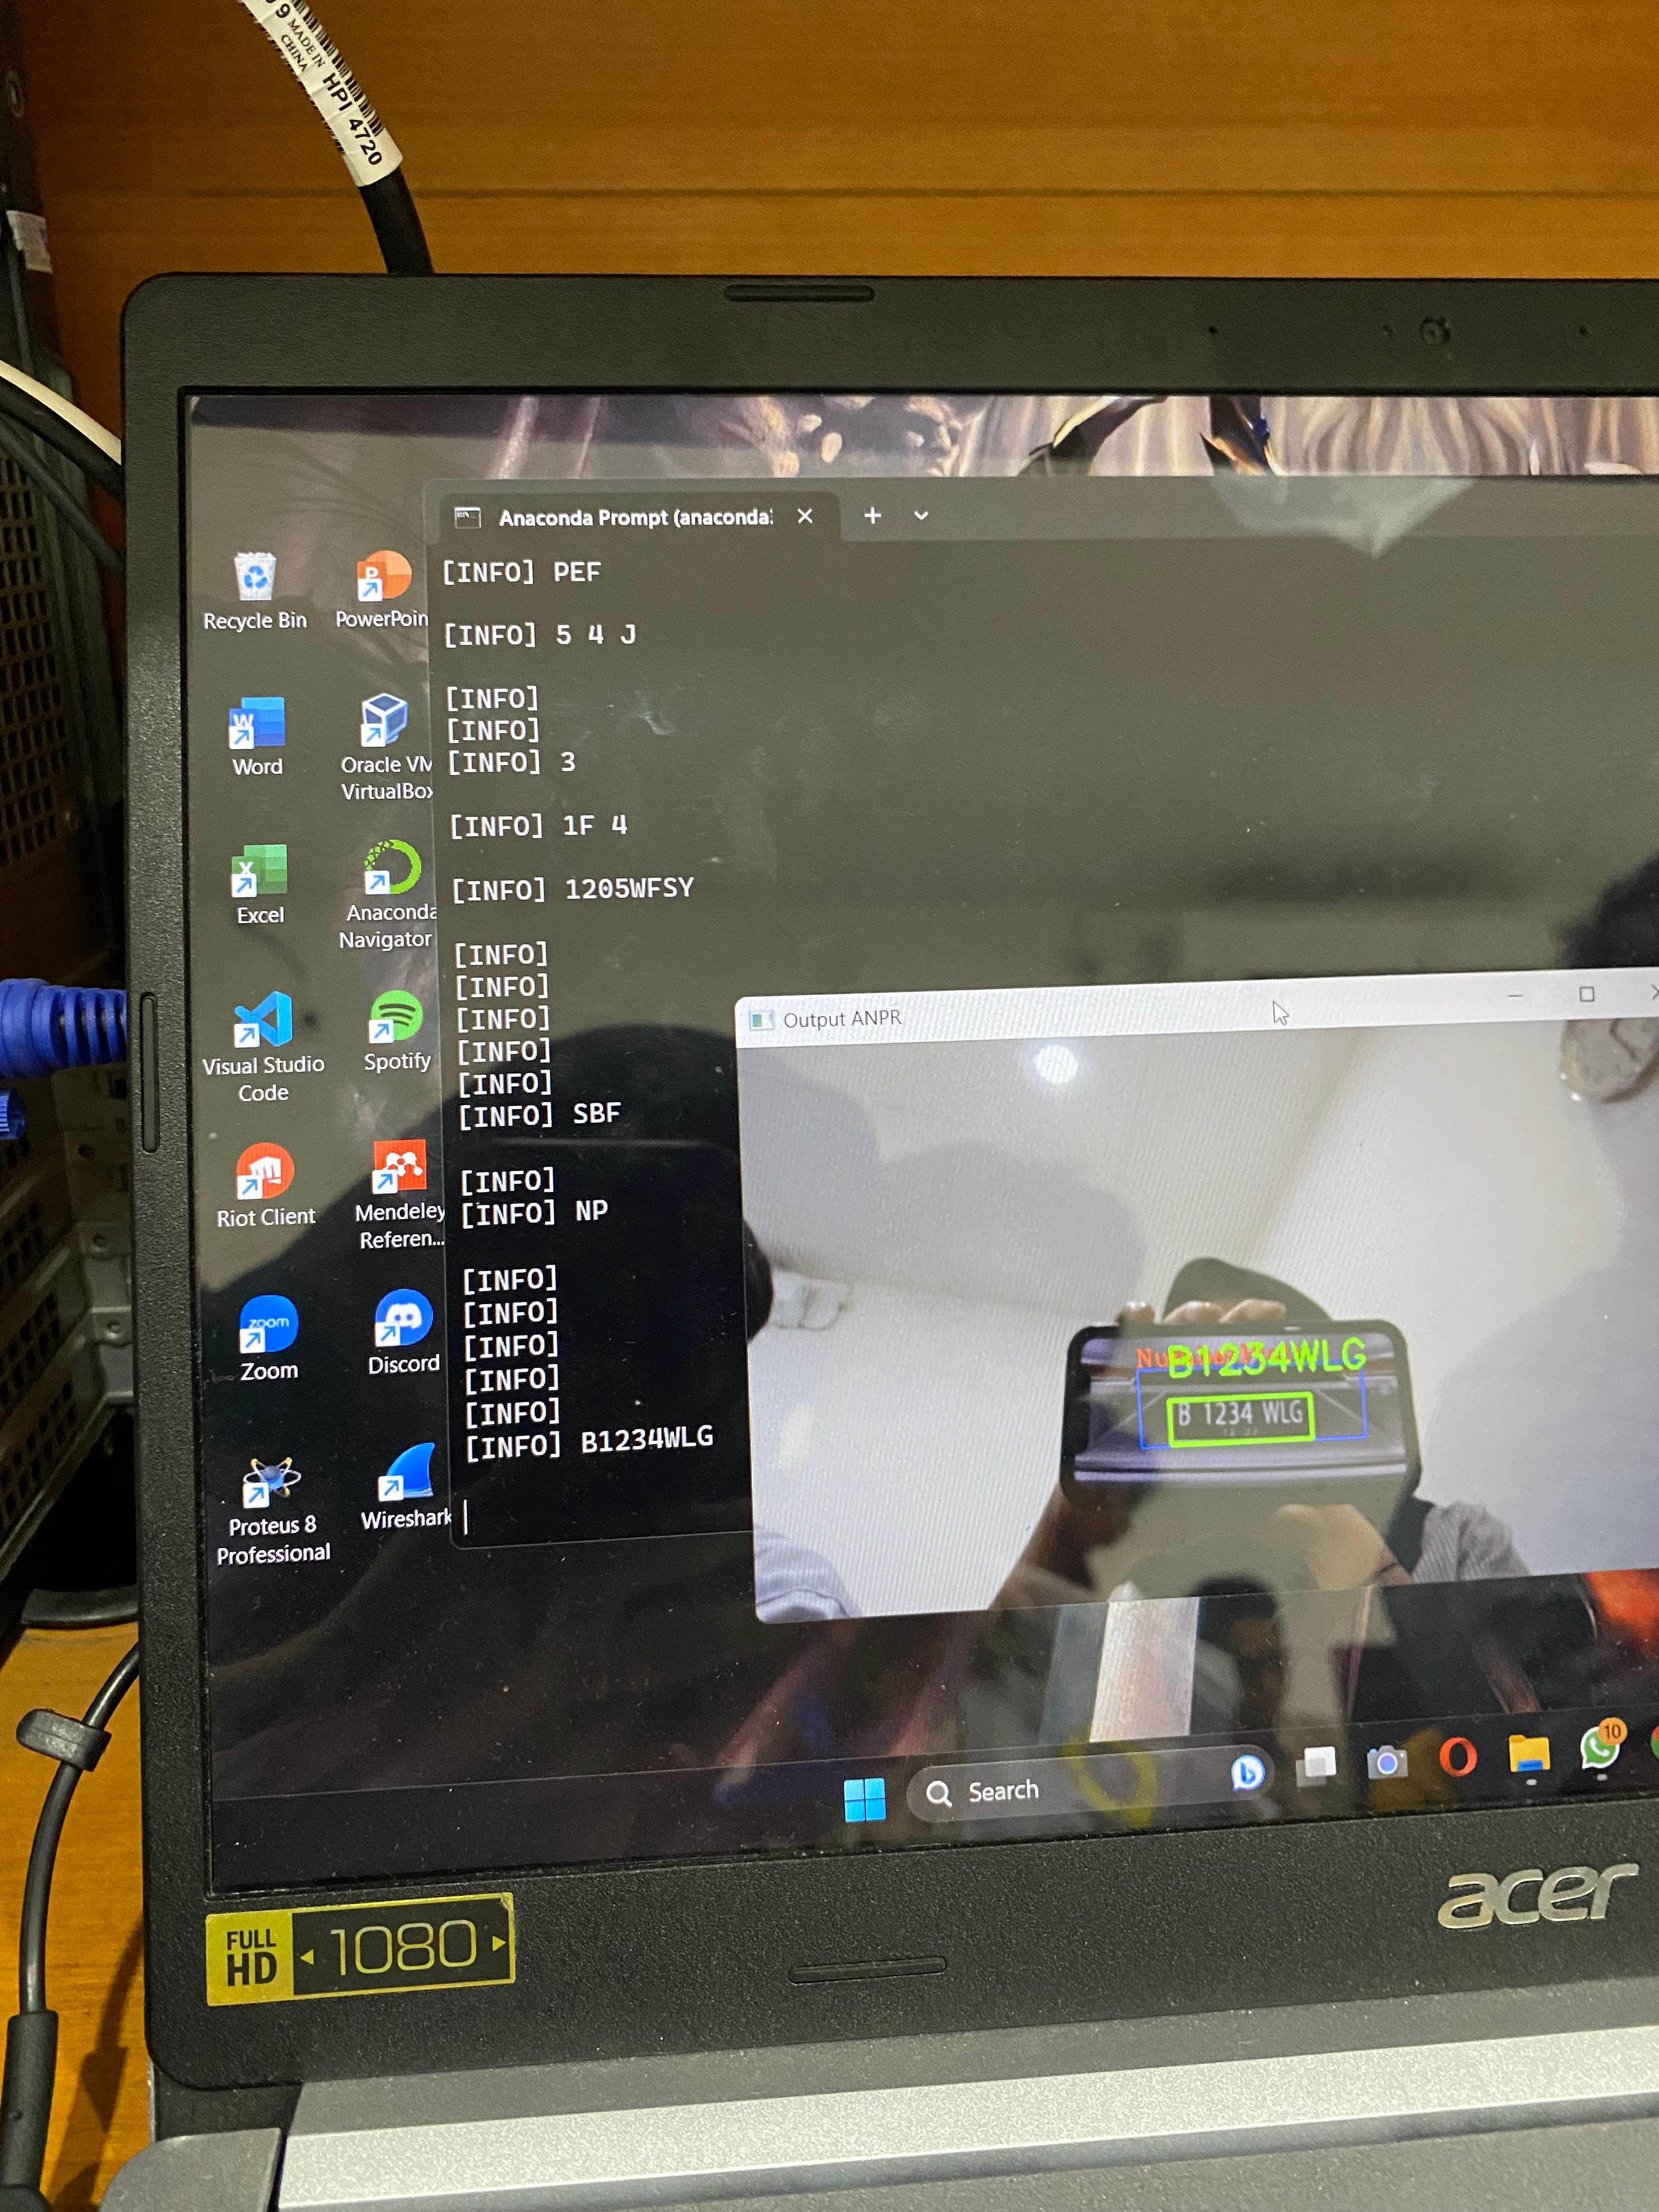 09
MADE IN
CHINA
HPI 4720
Anaconda Prompt (anaconda
Recycle Bin
PowerPoin
Word
Oracle VM
VirtualBox
Excel
Anaconda
Navigator
Visual Studio
Code
Spotify
Riot Client
Mendeley
Referen...
zoom
Zoom
Discord
Proteus 8
Professional
Wireshark
[INFO] PEF
[INFO] 5 4 J
[INFO]
[INFO]
[INFO] 3
[INFO] 1F 4
[INFO] 1205WFSY
[INFO]
[INFO]
[INFO]
[INFO]
[INFO]
[INFO] SBF
[INFO]
[INFO] NP
[INFO]
[INFO]
[INFO]
[INFO]
[INFO]
[INFO] B1234WLG
Output ANPR
B1234WLG
B 1234 WLG
Search
10
acer
FULL
HD
1080